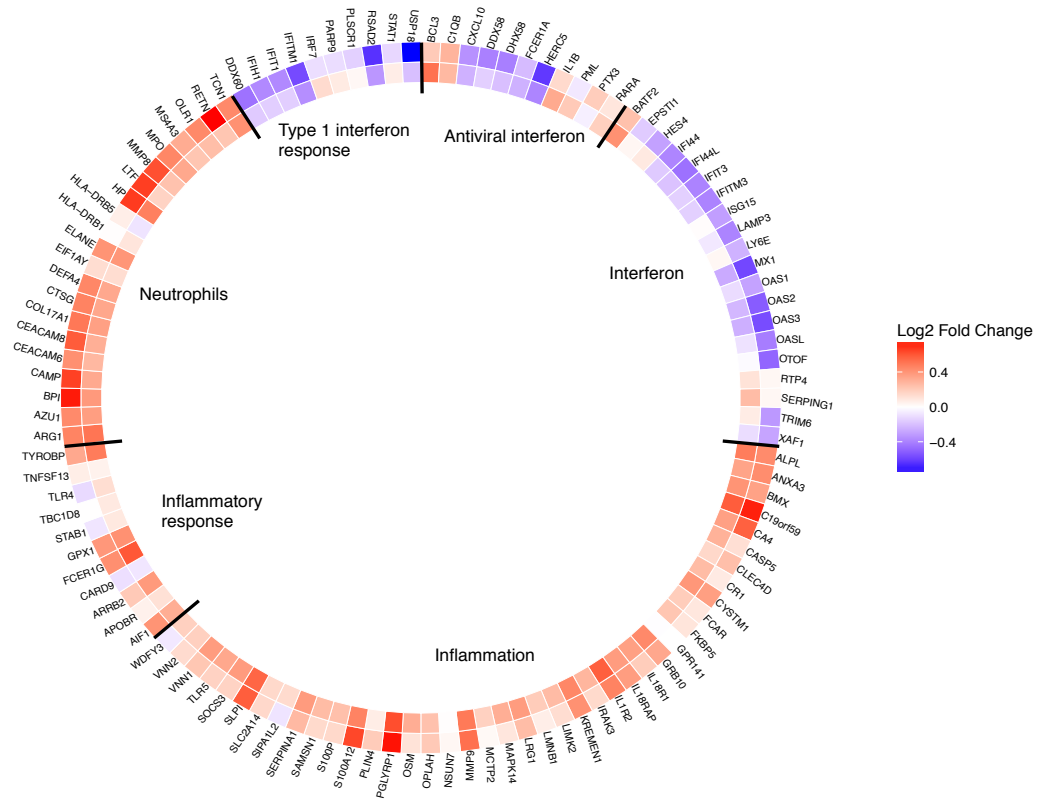 BCL3
C1QB
CXCL10
DDX58
DHX58
FCER1A
HERC5
IL1B
PML
PTX3
RARA
BATF2
EPSTI1
HES4
IFI44
IFI44L
IFIT3
IFITM3
ISG15
LAMP3
LY6E
MX1
OAS1
OAS2
OAS3
OASL
OTOF
RTP4
SERPING1
TRIM6
XAF1
ALPL
ANXA3
BMX
C19orf59
CA4
CASP5
CLEC4D
CR1
CYSTM1
FCAR
FKBP5
GPR141
GRB10
IL18R1
IL18RAP
IL1R2
IRAK3
KREMEN1
LIMK2
LMNB1
LRG1
MAPK14
MCTP2
MMP9
NSUN7
OPLAH
OSM
PGLYRP1
PLIN4
S100A12
S100P
SAMSN1
SERPINA1
SIPA1L2
SLC2A14
SLPI
SOCS3
TLR5
VNN1
VNN2
WDFY3
AIF1
APOBR
ARRB2
CARD9
FCER1G
GPX1
STAB1
TBC1D8
TLR4
TNFSF13
TYROBP
ARG1
AZU1
BPI
CAMP
CEACAM6
CEACAM8
COL17A1
CTSG
DEFA4
EIF1AY
ELANE
HLA−DRB1
HLA−DRB5
HP
LTF
MMP8
MPO
MS4A3
OLR1
RETN
TCN1
DDX60
IFIH1
IFIT1
IFITM1
IRF7
PARP9
PLSCR1
RSAD2
STAT1
USP18
Type 1 interferon
response
Antiviral interferon
Interferon
Neutrophils
Inflammatory
response
Inflammation
Log2 Fold Change
0.4
0.0
−0.4